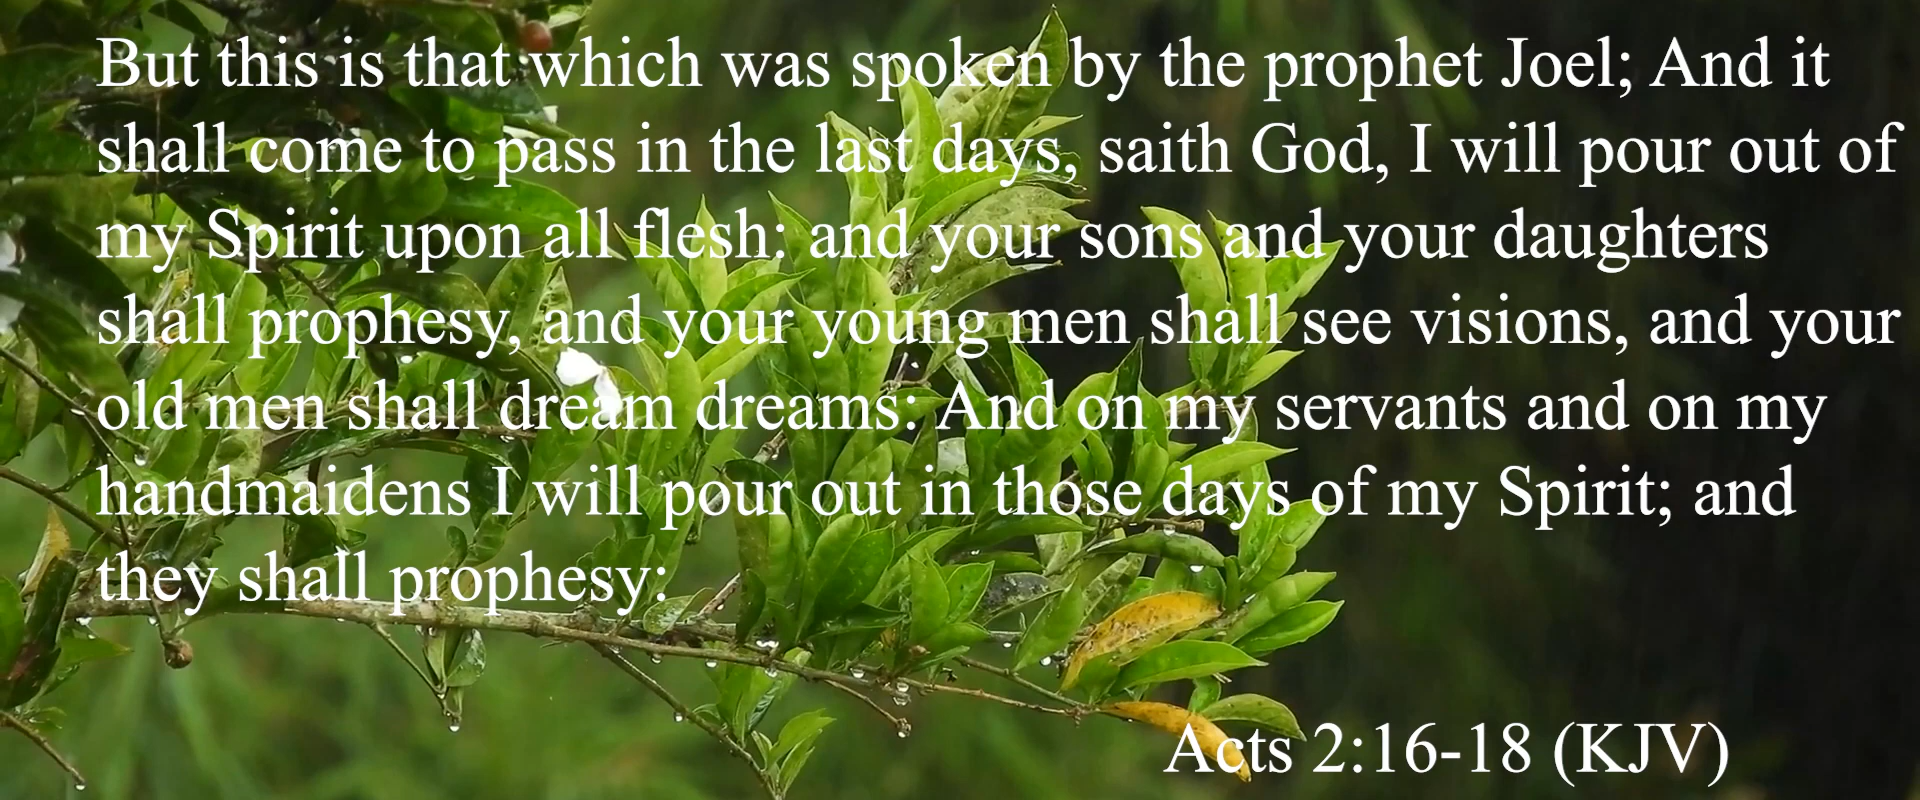 But this is that which was spoken by the prophet Joel; And it
shall come to pass in the last days, saith God, I will pour out of
my Spirit upon all flesh: and your sons and your daughters
shall prophesy, and your young men shall see visions, and your
old men shall dream dreams: And on my servants and on my
handmaidens I will pour out in those days of my Spirit; and
they shall prophesy:
Acts 2:16-18 (KJV)